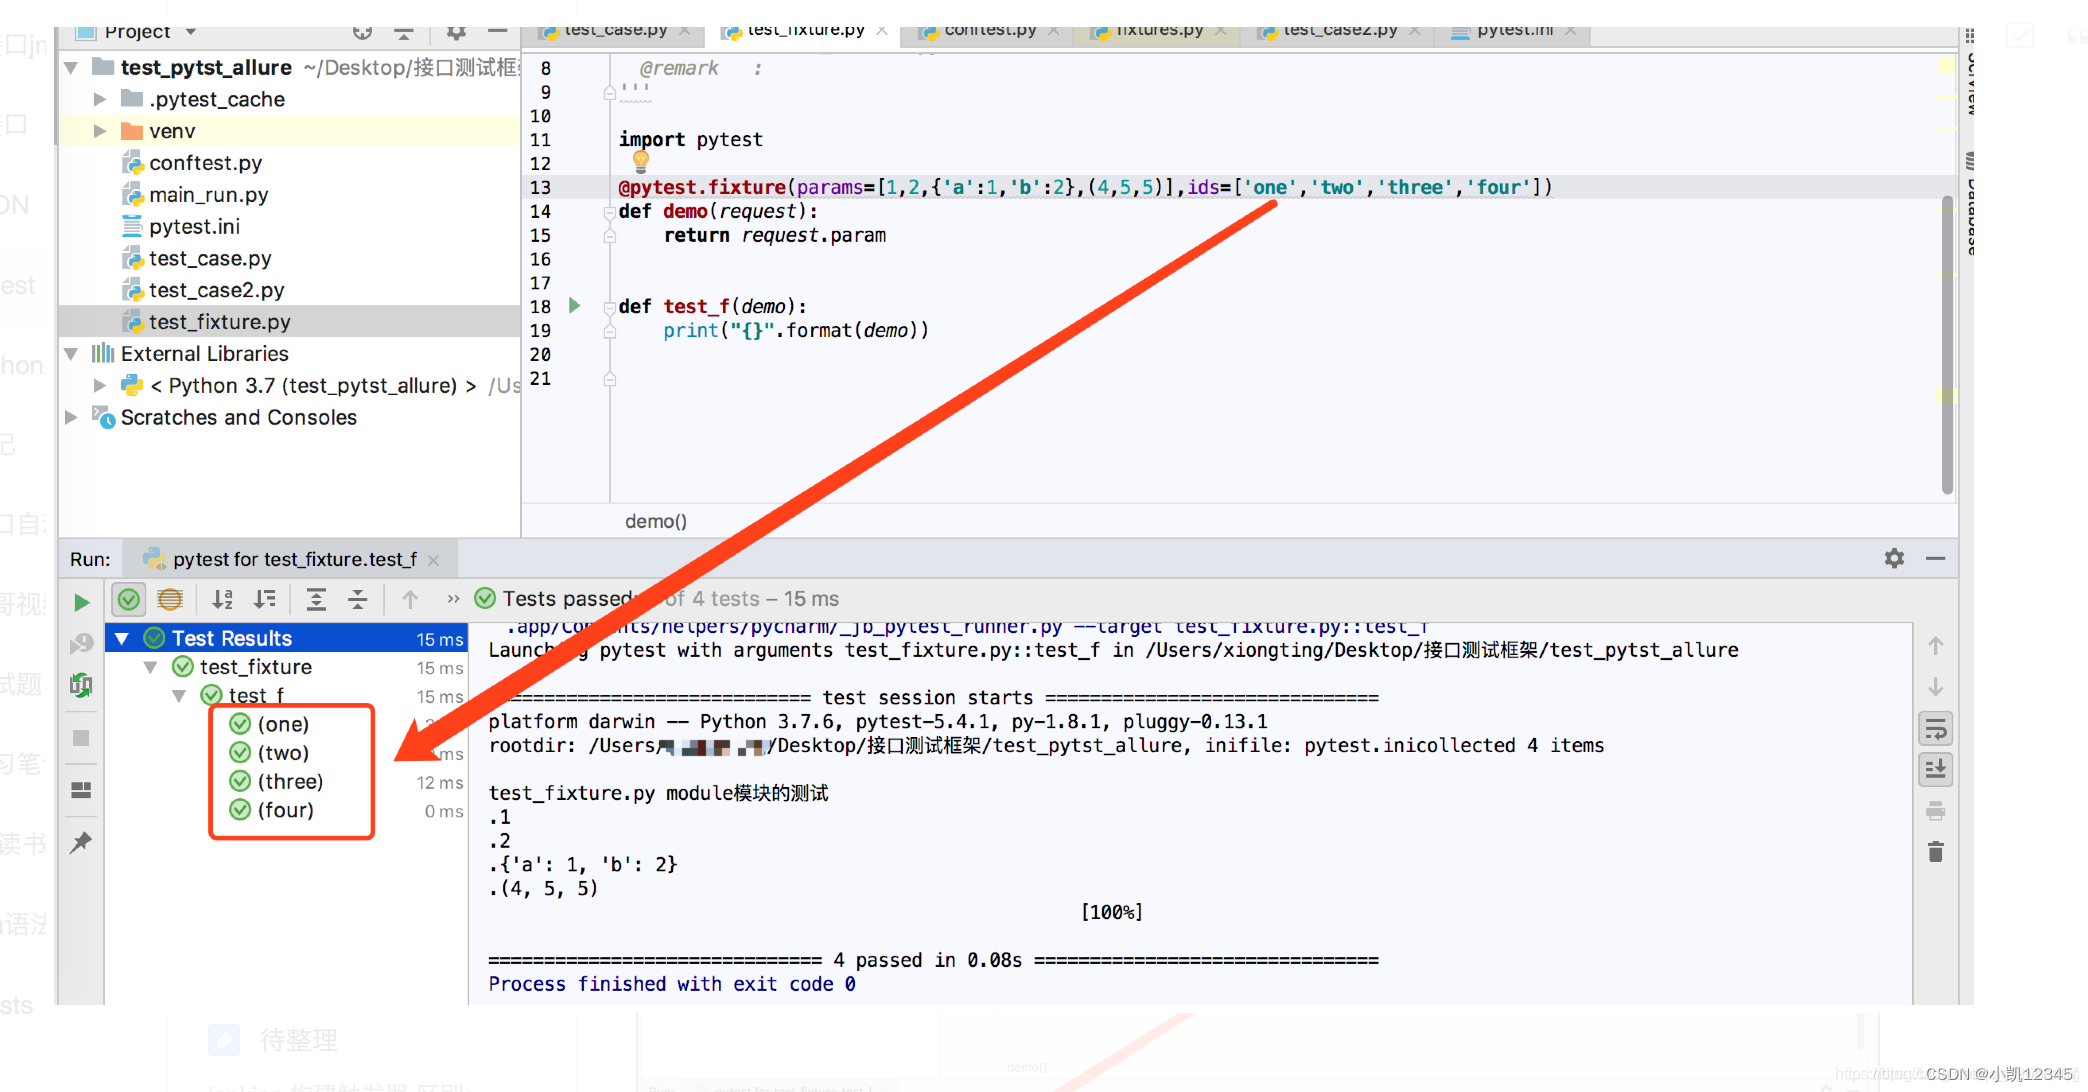 Project
test_case.py
test_fixture.py
conftest.py
fixtures.py
test_case2.py
pytest.ini
test_pytst_allure ~/Desktop/接口测试框
.pytest_cache
venv
conftest.py
main_run.py
pytest.ini
test_case.py
test_case2.py
test_fixture.py
External Libraries
< Python 3.7 (test_pytst_allure) > /Us
Scratches and Consoles
8 @remark :
9 '''
10
11 import pytest
12
13 @pytest.fixture(params=[1,2,{'a':1,'b':2},(4,5,5)],ids=['one','two','three','four'])
14 def demo(request):
15 return request.param
16
17
18 def test_f(demo):
19 print("{}".format(demo))
20
21
demo()
Database
Run: pytest for test_fixture.test_f
Tests passed: of 4 tests – 15 ms
Test Results 15 ms
test_fixture 15 ms
test_f 15 ms
(one)
(two) ms
(three) 12 ms
(four) 0 ms
.app/Contents/helpers/pycharm/_jb_pytest_runner.py --target test_fixture.py::test_f
Launching pytest with arguments test_fixture.py::test_f in /Users/xiongting/Desktop/接口测试框架/test_pytst_allure
============================ test session starts ==============================
platform darwin -- Python 3.7.6, pytest-5.4.1, py-1.8.1, pluggy-0.13.1
rootdir: /Users/ /Desktop/接口测试框架/test_pytst_allure, inifile: pytest.inicollected 4 items
test_fixture.py module模块的测试
.1
.2
.{'a': 1, 'b': 2}
.(4, 5, 5)
[100%]
============================== 4 passed in 0.08s ===============================
Process finished with exit code 0
待整理
demo()
CSDN @小凯12345